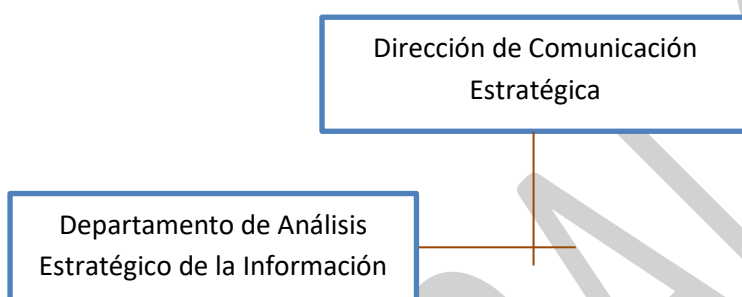 Dirección de Comunicación
Estratégica
Departamento de Análisis
Estratégico de la Información